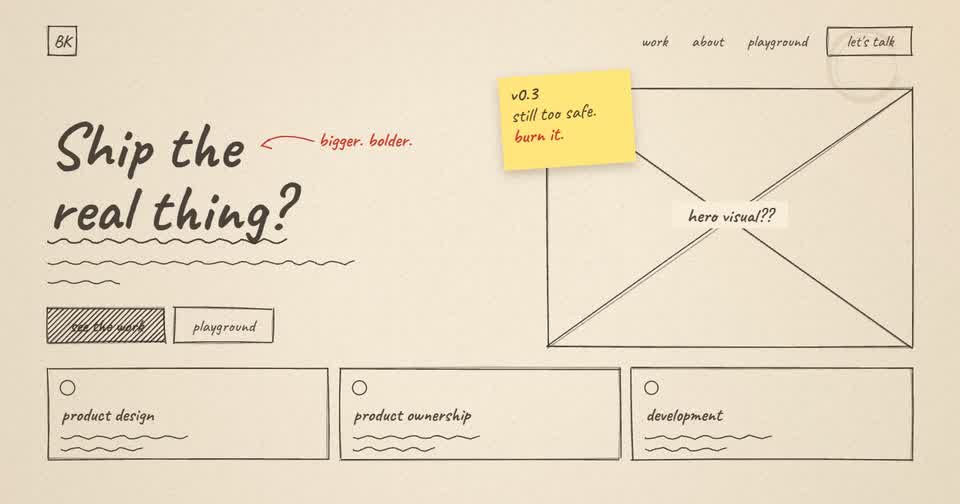 BK
work
about
playground
let's talk
v0.3
still too safe.
burn it.
Ship the
real thing?
bigger. bolder.
hero visual??
see the work
playground
product design
product ownership
development